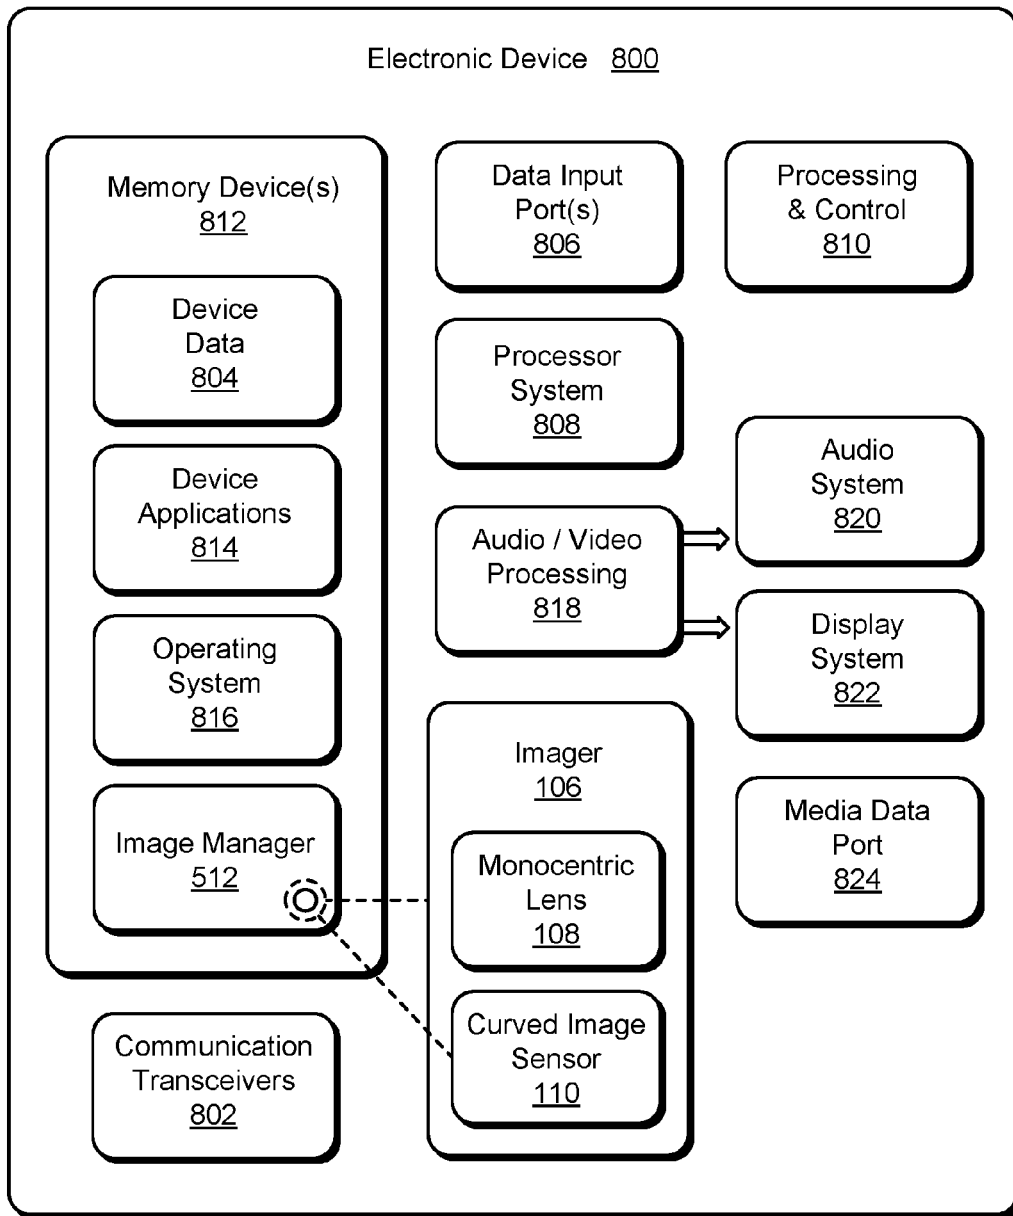 Electronic Device 800
Memory Device(s)
812
Device
Data
804
Device
Applications
814
Operating
System
816
Image Manager
512
Communication
Transceivers
802
Data Input
Port(s)
806
Processing
& Control
810
Processor
System
808
Audio / Video
Processing
818
Audio
System
820
Display
System
822
Imager
106
Monocentric
Lens
108
Curved Image
Sensor
110
Media Data
Port
824